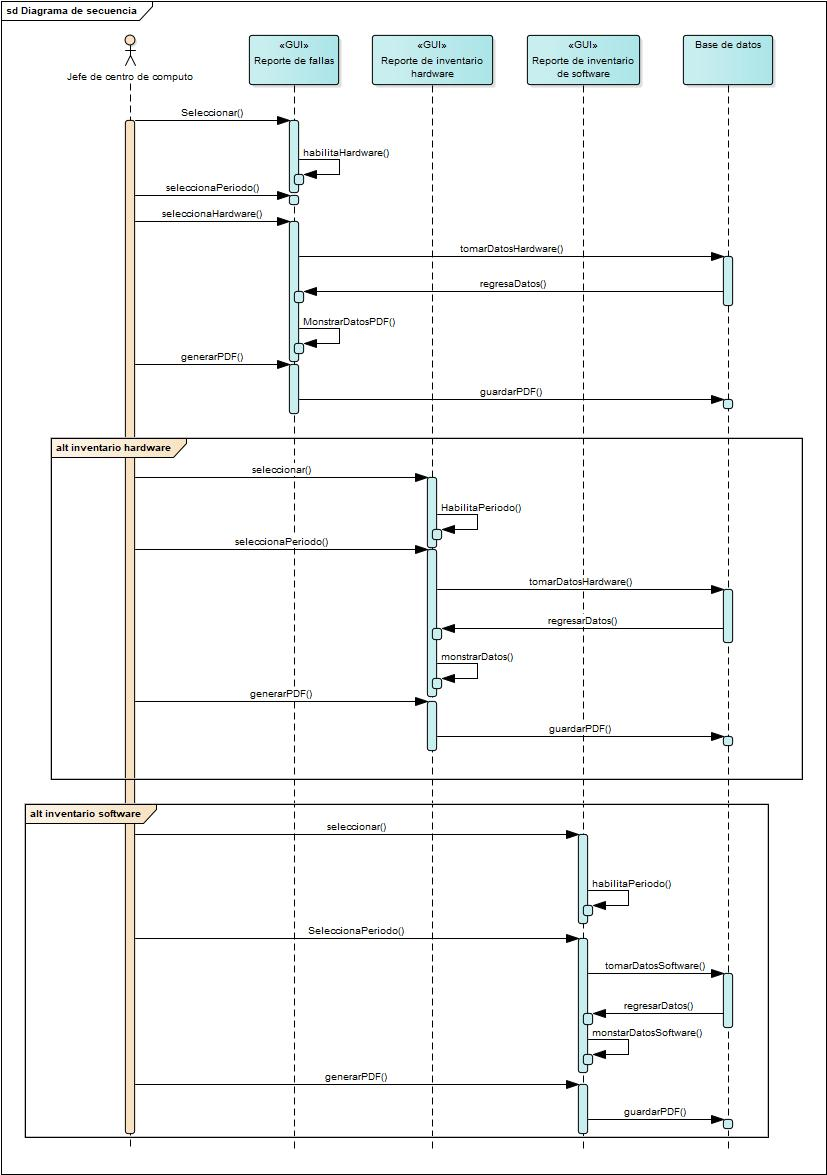 sd Diagrama de secuencia
Jefe de centro de computo
«GUI»
Reporte de fallas
«GUI»
Reporte de inventario
hardware
«GUI»
Reporte de inventario
de software
Base de datos
Seleccionar()
habilitaHardware()
seleccionaPeriodo()
seleccionaHardware()
tomarDatosHardware()
regresaDatos()
MonstrarDatosPDF()
generarPDF()
guardarPDF()
alt inventario hardware
seleccionar()
HabilitaPeriodo()
seleccionaPeriodo()
tomarDatosHardware()
regresarDatos()
monstrarDatos()
generarPDF()
guardarPDF()
alt inventario software
seleccionar()
habilitaPeriodo()
SeleccionaPeriodo()
tomarDatosSoftware()
regresarDatos()
monstarDatosSoftware()
generarPDF()
guardarPDF()